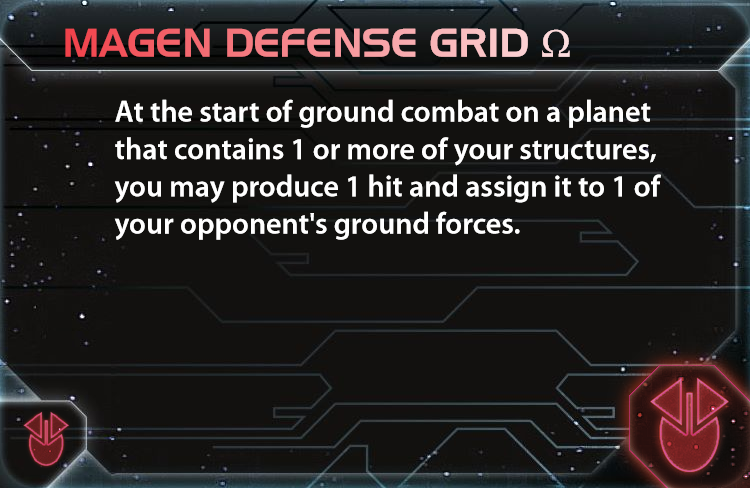 MAGEN DEFENSE GRID Ω
At the start of ground combat on a planet
that contains 1 or more of your structures,
you may produce 1 hit and assign it to 1 of
your opponent's ground forces.